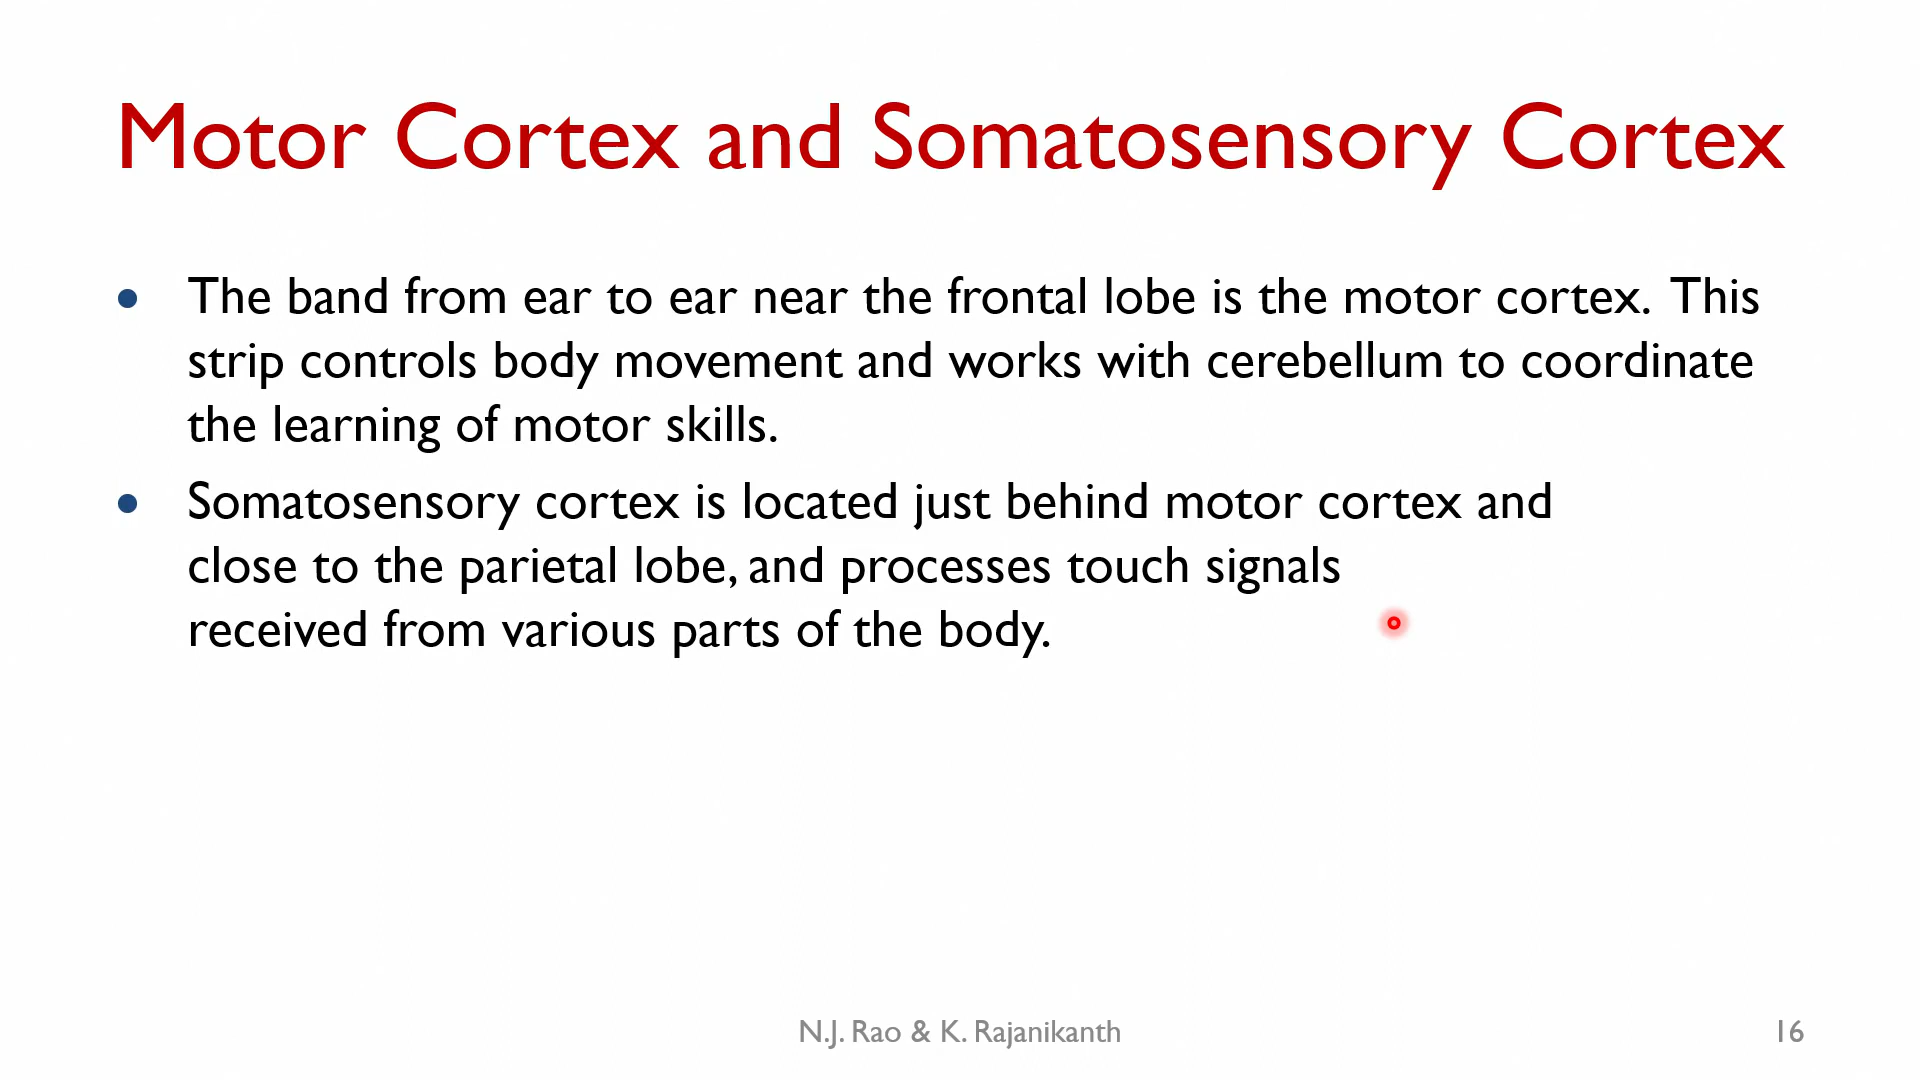 Motor Cortex and Somatosensory Cortex
• The band from ear to ear near the frontal lobe is the motor cortex. This
strip controls body movement and works with cerebellum to coordinate
the learning of motor skills.
• Somatosensory cortex is located just behind motor cortex and
close to the parietal lobe, and processes touch signals
received from various parts of the body.
N.J. Rao & K. Rajanikanth
16